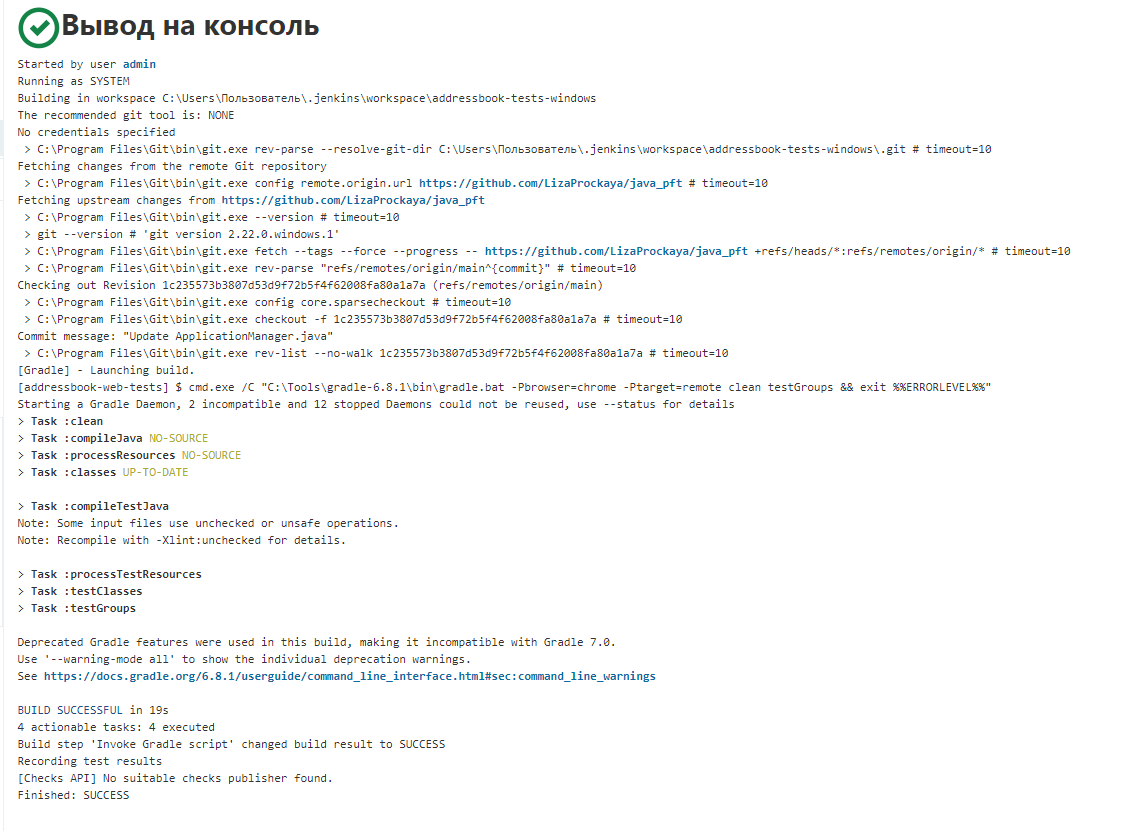 Вывод на консоль
Started by user admin
Running as SYSTEM
Building in workspace C:\Users\Пользователь\.jenkins\workspace\addressbook-tests-windows
The recommended git tool is: NONE
No credentials specified
 > C:\Program Files\Git\bin\git.exe rev-parse --resolve-git-dir C:\Users\Пользователь\.jenkins\workspace\addressbook-tests-windows\.git # timeout=10
Fetching changes from the remote Git repository
 > C:\Program Files\Git\bin\git.exe config remote.origin.url https://github.com/LizaProckaya/java_pft # timeout=10
Fetching upstream changes from https://github.com/LizaProckaya/java_pft
 > C:\Program Files\Git\bin\git.exe --version # timeout=10
 > git --version # 'git version 2.22.0.windows.1'
 > C:\Program Files\Git\bin\git.exe fetch --tags --force --progress -- https://github.com/LizaProckaya/java_pft +refs/heads/*:refs/remotes/origin/* # timeout=10
 > C:\Program Files\Git\bin\git.exe rev-parse "refs/remotes/origin/main^{commit}" # timeout=10
Checking out Revision 1c235573b3807d53d9f72b5f4f62008fa80a1a7a (refs/remotes/origin/main)
 > C:\Program Files\Git\bin\git.exe config core.sparsecheckout # timeout=10
 > C:\Program Files\Git\bin\git.exe checkout -f 1c235573b3807d53d9f72b5f4f62008fa80a1a7a # timeout=10
Commit message: "Update ApplicationManager.java"
 > C:\Program Files\Git\bin\git.exe rev-list --no-walk 1c235573b3807d53d9f72b5f4f62008fa80a1a7a # timeout=10
[Gradle] - Launching build.
[addressbook-web-tests] $ cmd.exe /C "C:\Tools\gradle-6.8.1\bin\gradle.bat -Pbrowser=chrome -Ptarget=remote clean testGroups && exit %%ERRORLEVEL%%"
Starting a Gradle Daemon, 2 incompatible and 12 stopped Daemons could not be reused, use --status for details
> Task :clean
> Task :compileJava NO-SOURCE
> Task :processResources NO-SOURCE
> Task :classes UP-TO-DATE
> Task :compileTestJava
Note: Some input files use unchecked or unsafe operations.
Note: Recompile with -Xlint:unchecked for details.
> Task :processTestResources
> Task :testClasses
> Task :testGroups
Deprecated Gradle features were used in this build, making it incompatible with Gradle 7.0.
Use '--warning-mode all' to show the individual deprecation warnings.
See https://docs.gradle.org/6.8.1/userguide/command_line_interface.html#sec:command_line_warnings
BUILD SUCCESSFUL in 19s
4 actionable tasks: 4 executed
Build step 'Invoke Gradle script' changed build result to SUCCESS
Recording test results
[Checks API] No suitable checks publisher found.
Finished: SUCCESS